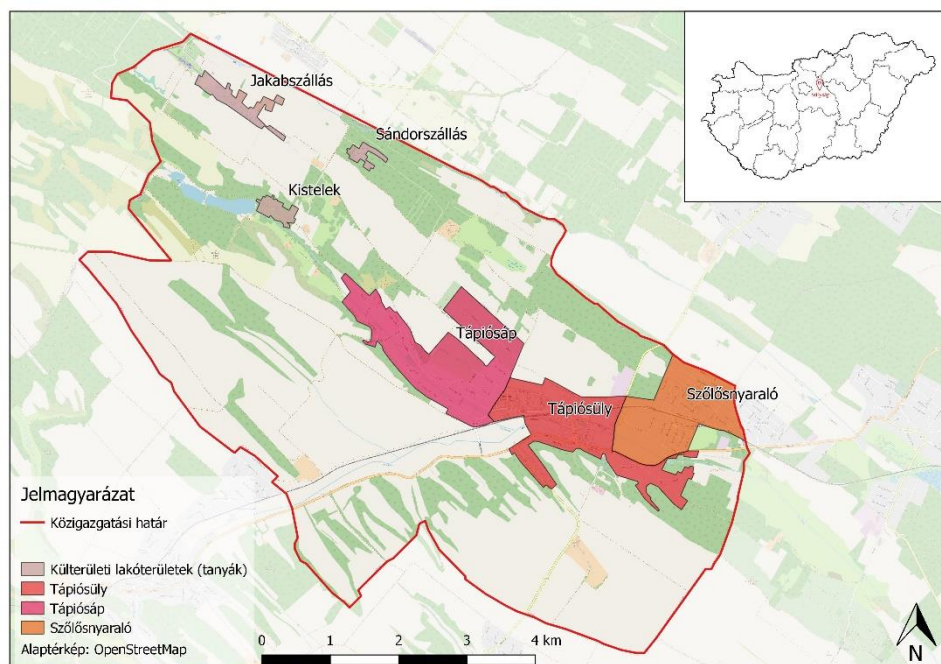 Jakabszállás
Sándorszállás
Kistelek
Tápiósáp
Szőlősnyaraló
Tápiósüly
Jelmagyarázat
Közigazgatási határ
Külterületi lakóterületek (tanyák)
Tápiósüly
Tápiósáp
Szőlősnyaraló
Alaptérkép: OpenStreetMap
0 1 2 3 4 km
N